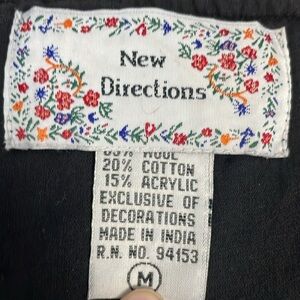 New
Directions
20% COTTON
15% ACRYLIC
EXCLUSIVE OF
DECORATIONS
MADE IN INDIA
R.N. NO. 94153
M